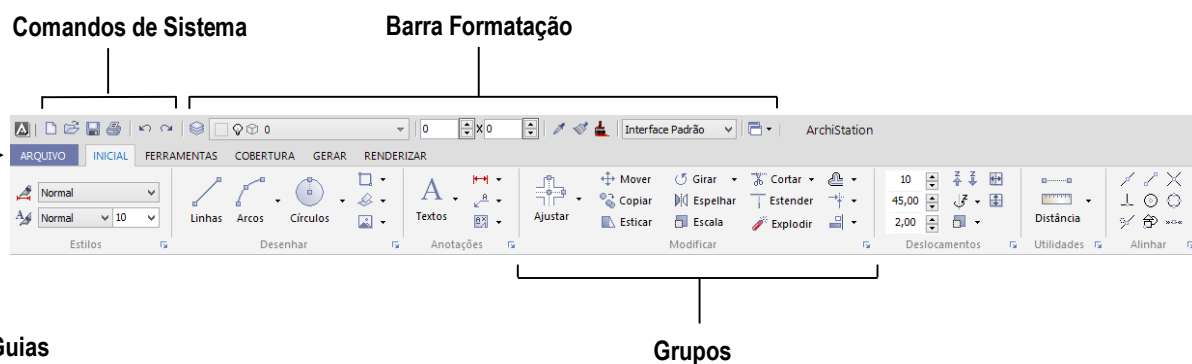 Comandos de Sistema Barra Formatação
0 0 X 0 Interface Padrão ArchiStation
ARQUIVO INICIAL FERRAMENTAS COBERTURA GERAR RENDERIZAR
Normal
Normal 10
Linhas Arcos Círculos
A Textos
Ajustar
Mover Girar Cortar
Copiar Espelhar Estender
Esticar Escala Explodir
10
45,00
2,00
Distância
Estilos Desenhar Anotações Modificar Deslocamentos Utilidades Alinhar
Guias Grupos